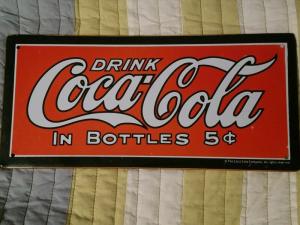 DRINK
Coca-Cola
IN BOTTLES 5¢